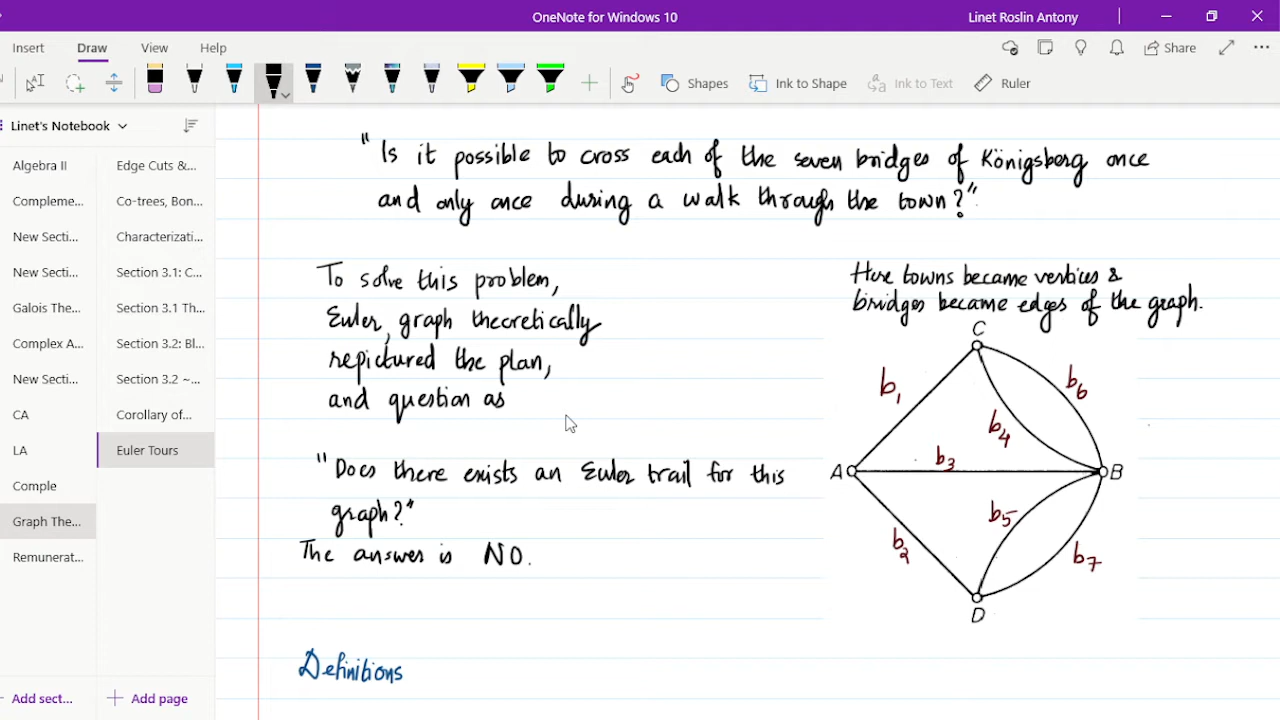 OneNote for Windows 10
Linet Roslin Antony
Insert
Draw
View
Help
Share
Shapes
Ink to Shape
Ink to Text
Ruler
Linet's Notebook
Algebra II
Compleme...
New Secti...
New Secti...
Galois The...
Complex A...
New Secti...
CA
LA
Comple
Graph The...
Remunerat...
Add sect...
Edge Cuts &...
Co-trees, Bon...
Characterizati...
Section 3.1: C...
Section 3.1 Th...
Section 3.2: Bl...
Section 3.2 ~...
Corollary of...
Euler Tours
Add page
"Is it possible to cross each of the seven bridges of Königsberg once
and only once during a walk through the town?"
To solve this problem,
Euler, graph theoretically
repictured the plan,
and question as
"Does there exists an Euler trail for this
graph?"
The answer is NO.
Definitions
Here towns became vertices &
bridges became edges of the graph.
C
b1
b6
b4
A
b3
B
b5
b2
b7
D